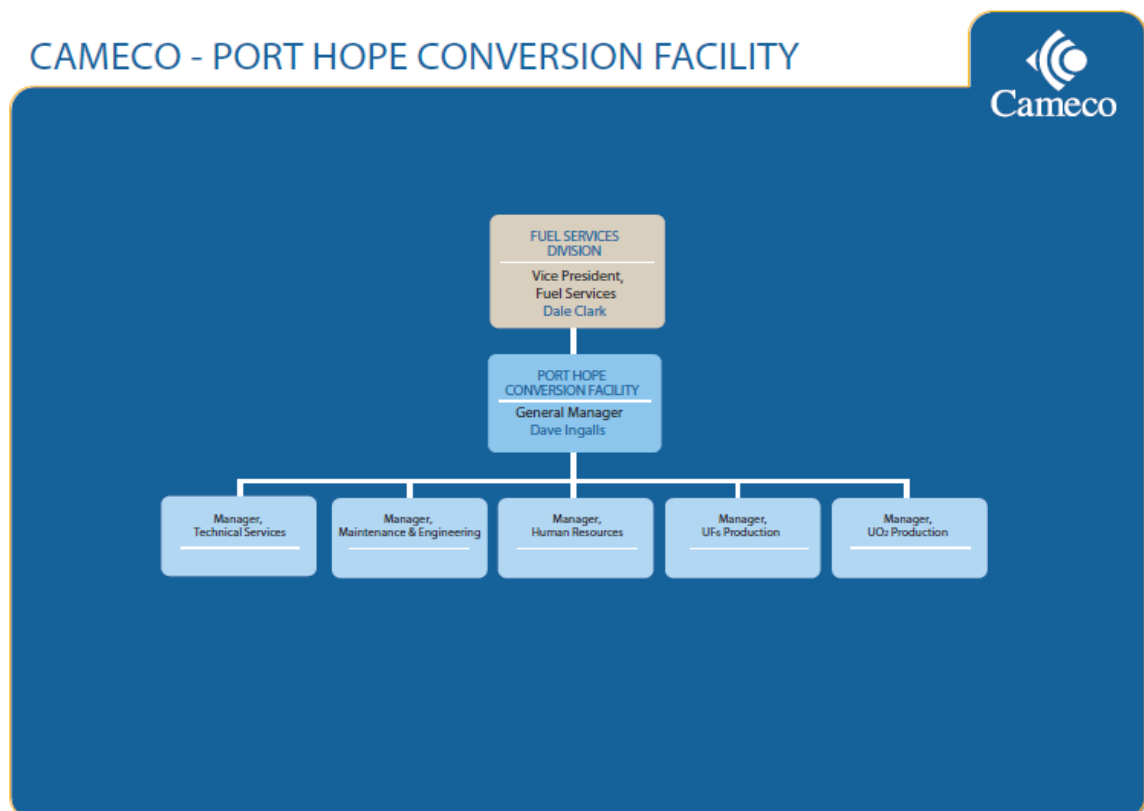 CAMECO - PORT HOPE CONVERSION FACILITY
Cameco
FUEL SERVICES
DIVISION
Vice President,
Fuel Services
Dale Clark
PORT HOPE
CONVERSION FACILITY
General Manager
Dave Ingalls
Manager,
Technical Services
Manager,
Maintenance & Engineering
Manager,
Human Resources
Manager,
UF₆ Production
Manager,
UO₂ Production